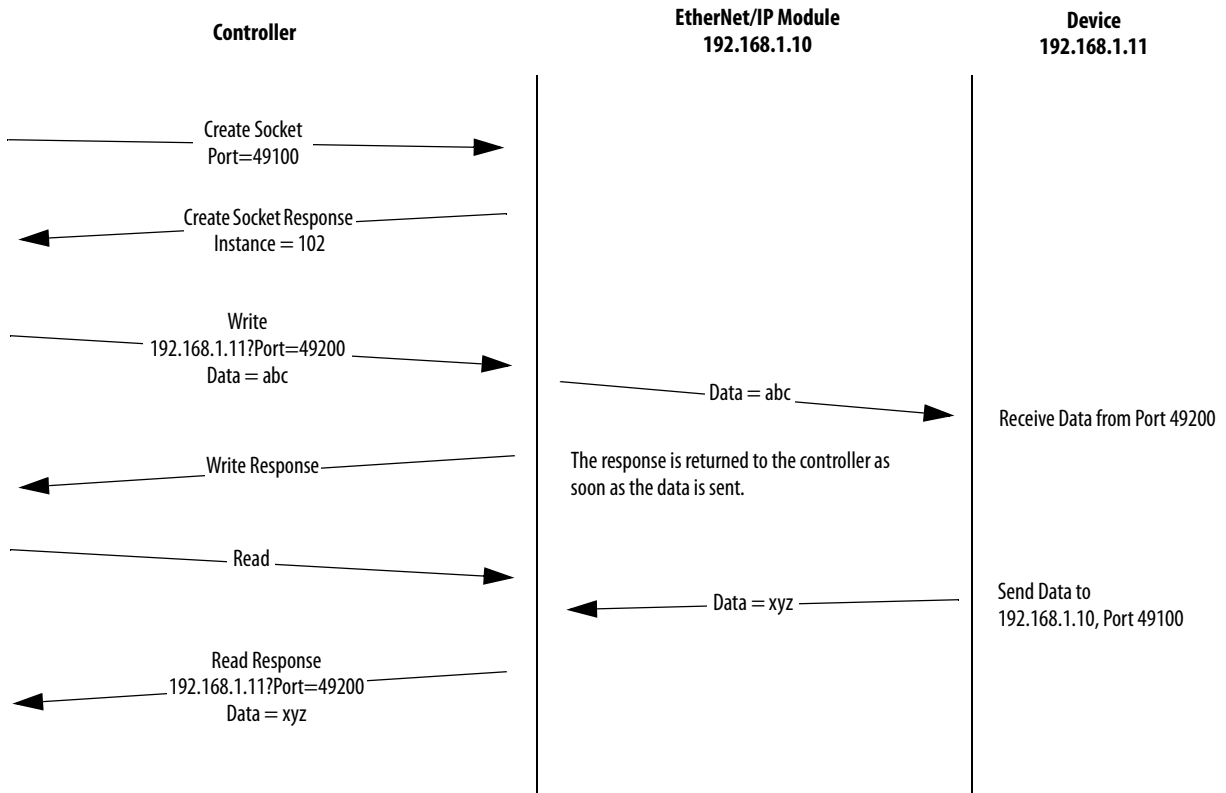 Controller
EtherNet/IP Module
192.168.1.10
Device
192.168.1.11
Create Socket
Port=49100
Create Socket Response
Instance = 102
Write
192.168.1.11?Port=49200
Data = abc
Data = abc
Receive Data from Port 49200
Write Response
The response is returned to the controller as
soon as the data is sent.
Read
Data = xyz
Send Data to
192.168.1.10, Port 49100
Read Response
192.168.1.11?Port=49200
Data = xyz